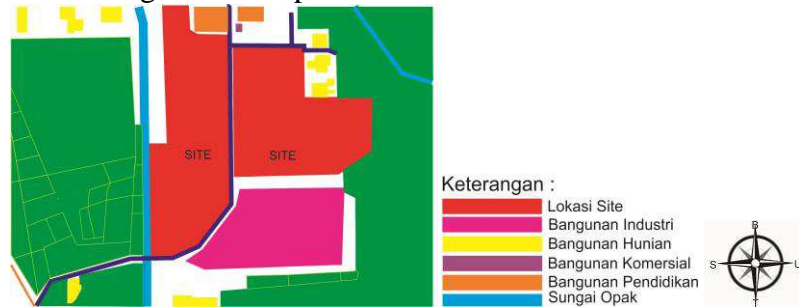 SITE SITE
Keterangan :
Lokasi Site
Bangunan Industri
Bangunan Hunian
Bangunan Komersial
Bangunan Pendidikan
Sungai Opak
B
S U
T